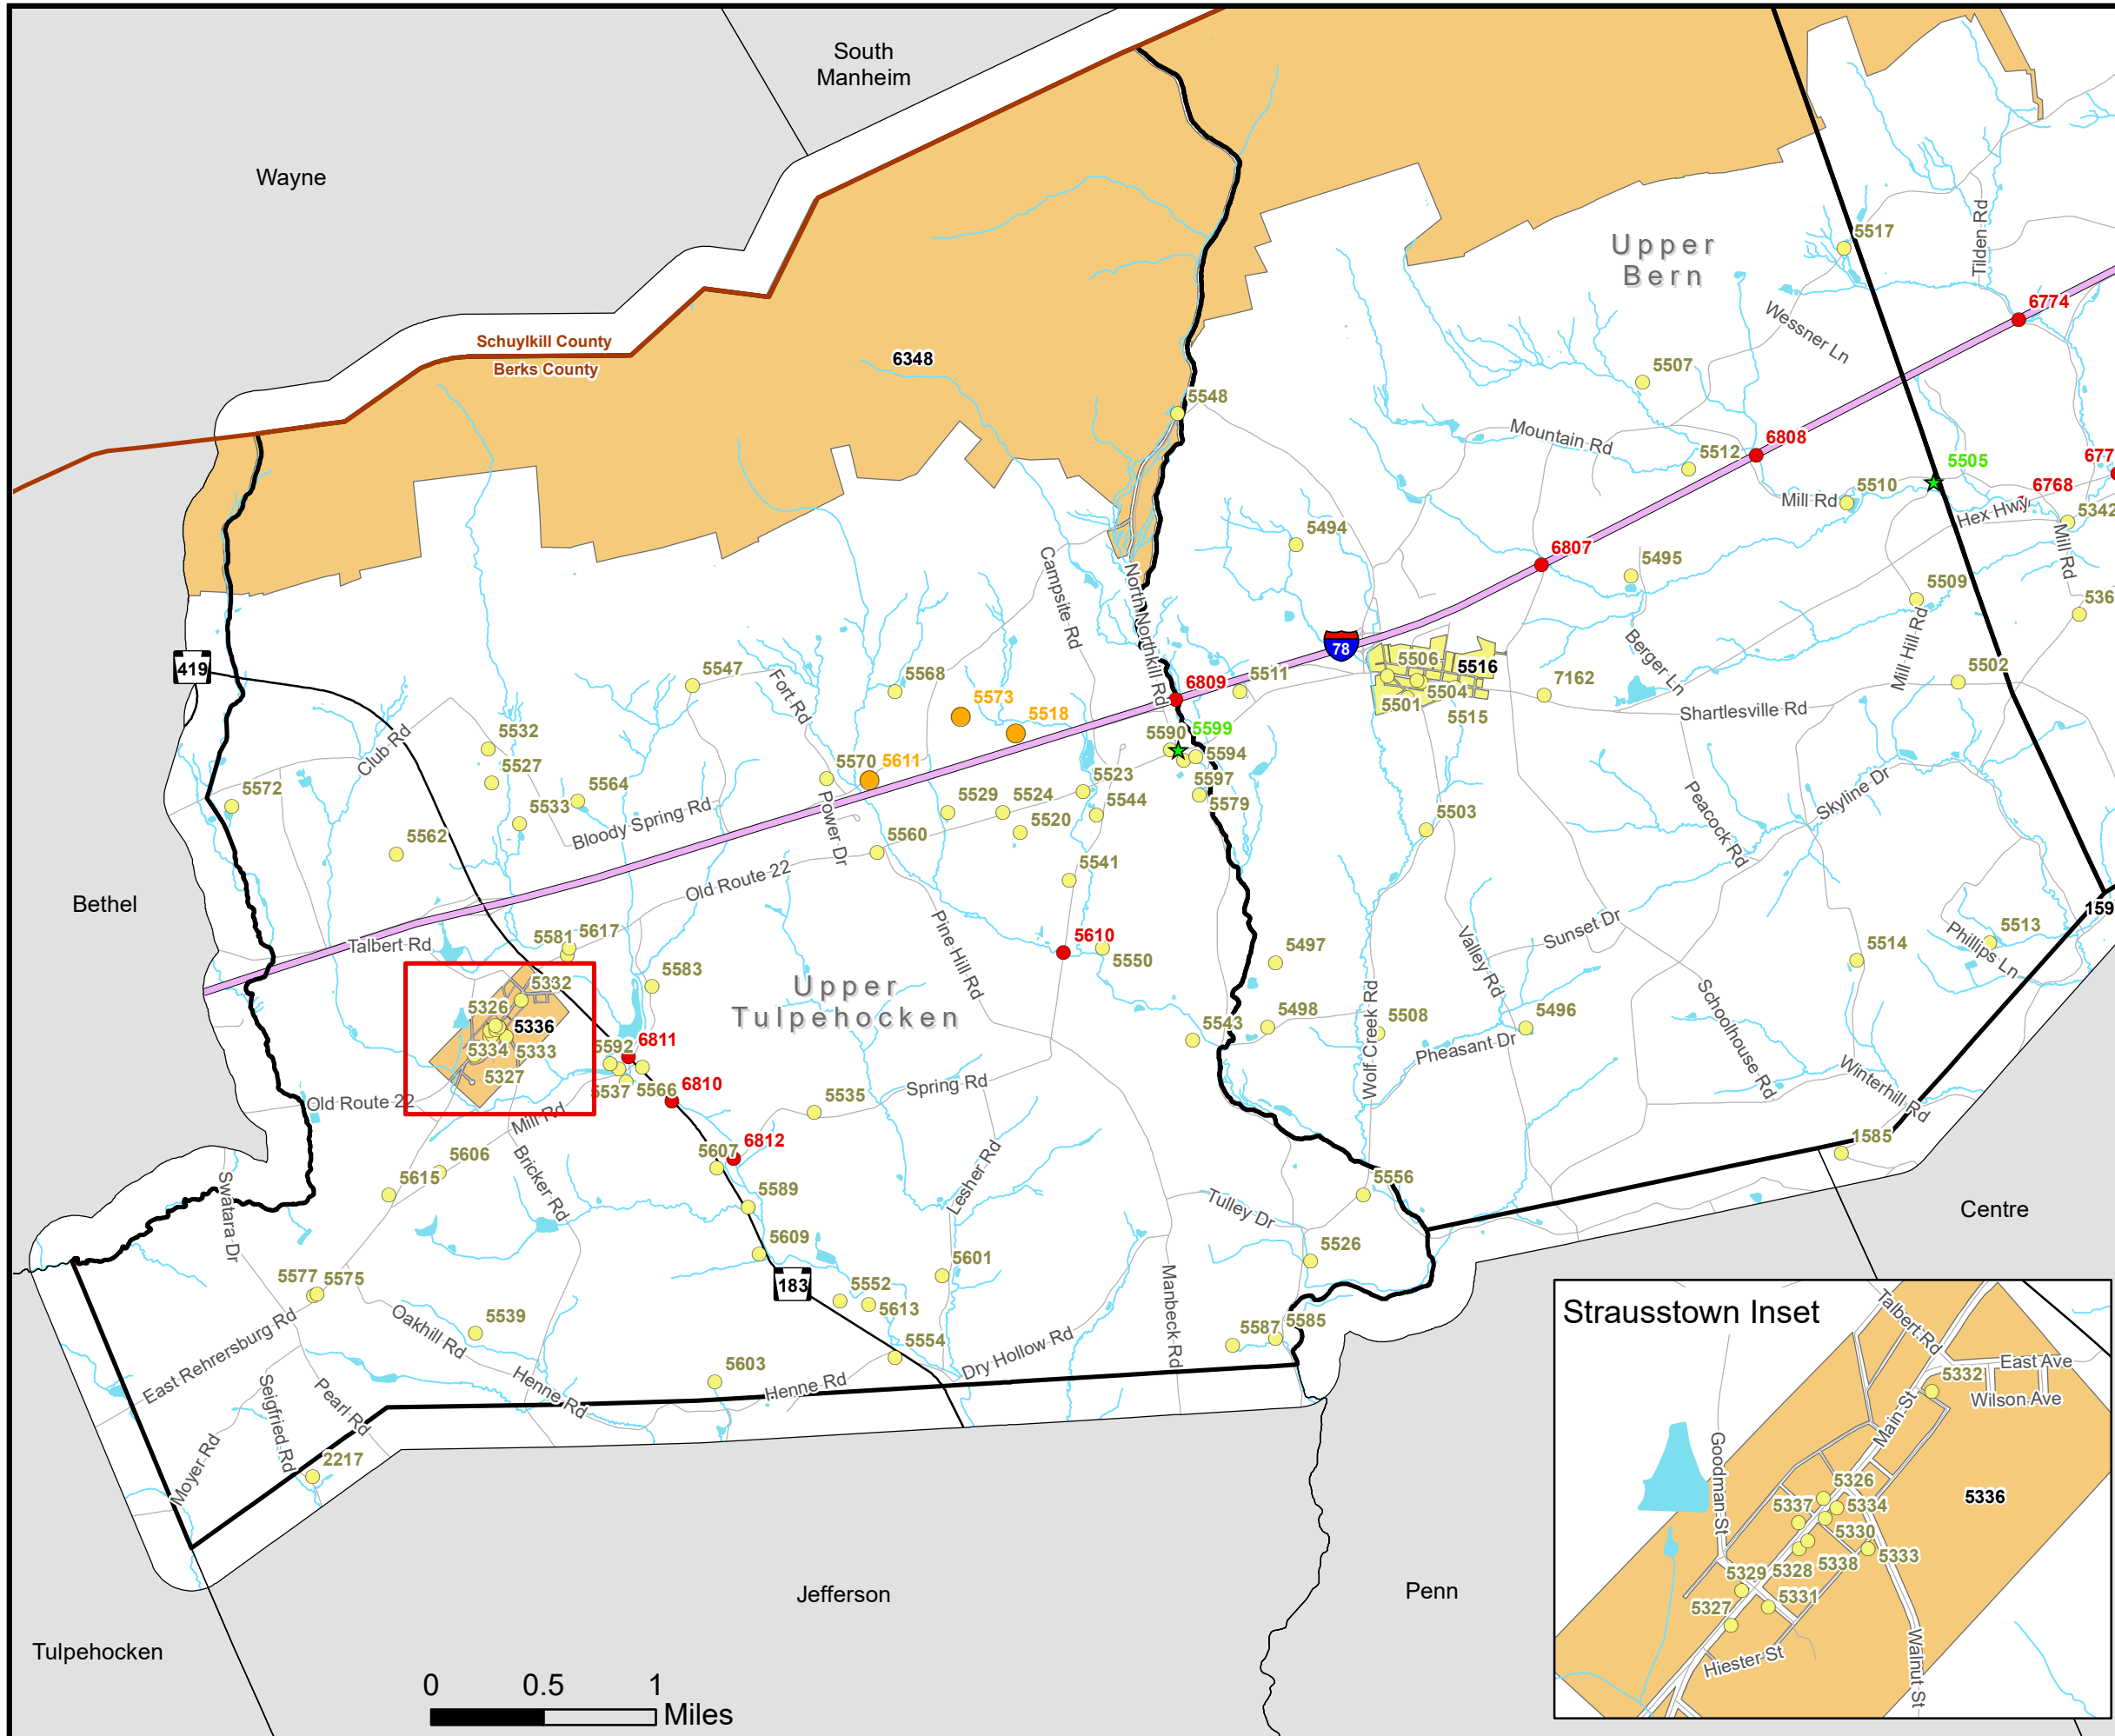 South
Manheim
Wayne
Upper
Bern
5517
Tilden Rd
6774
Wessner Ln
Schuylkill County
Berks County
6348
5507
5548
Mountain Rd
6808
5512
5505
5510
Mill Rd
6768
Hex Hwy
5342
Mill Rd
5494
6807
5495
5509
Campsite Rd
North Northkill Rd
78
419
5547
Fort Rd
5568
5573
5518
6809
5511
5506
5516
5504
5501
5515
7162
Berger Ln
Mill Hill Rd
5502
Shartlesville Rd
5532
Club Rd
5527
5533
5564
Bloody Spring Rd
5570
5611
Power Dr
5590
5599
5594
5597
5579
5523
5544
5529
5524
5520
5560
5503
Peacock Rd
Skyline Dr
5572
5562
Bethel
Old Route 22
5541
Talbert Rd
5581
5617
5583
Pine Hill Rd
5610
5550
5497
Valley Rd
Sunset Dr
5514
5513
Phillips Ln
Upper
Tulpehocken
5332
5326
5336
5334
5333
5327
5592
6811
5537
5566
6810
5543
5498
Wolf Creek Rd
5508
5496
Pheasant Dr
Schoolhouse Rd
Winterhill Rd
Old Route 22
Mill Rd
5535
Spring Rd
6812
5607
1585
5606
5615
Bricker Rd
Swatara Dr
5589
Lesher Rd
5556
Tulley Dr
Centre
5609
183
5601
5526
5577
5575
5552
5613
Manbeck Rd
5539
Oakhill Rd
East Rehrersburg Rd
5554
Dry Hollow Rd
5587
5585
Henne Rd
5603
Henne Rd
Seigfried Rd
Pearl Rd
Moyer Rd
2217
Jefferson
Penn
Tulpehocken
0 0.5 1
Miles
Strausstown Inset
Talbert Rd
East Ave
5332
Wilson Ave
Main St
Goodman St
5326
5337
5334
5336
5330
5333
5329
5328
5338
5331
5327
Hiester St
Walnut St